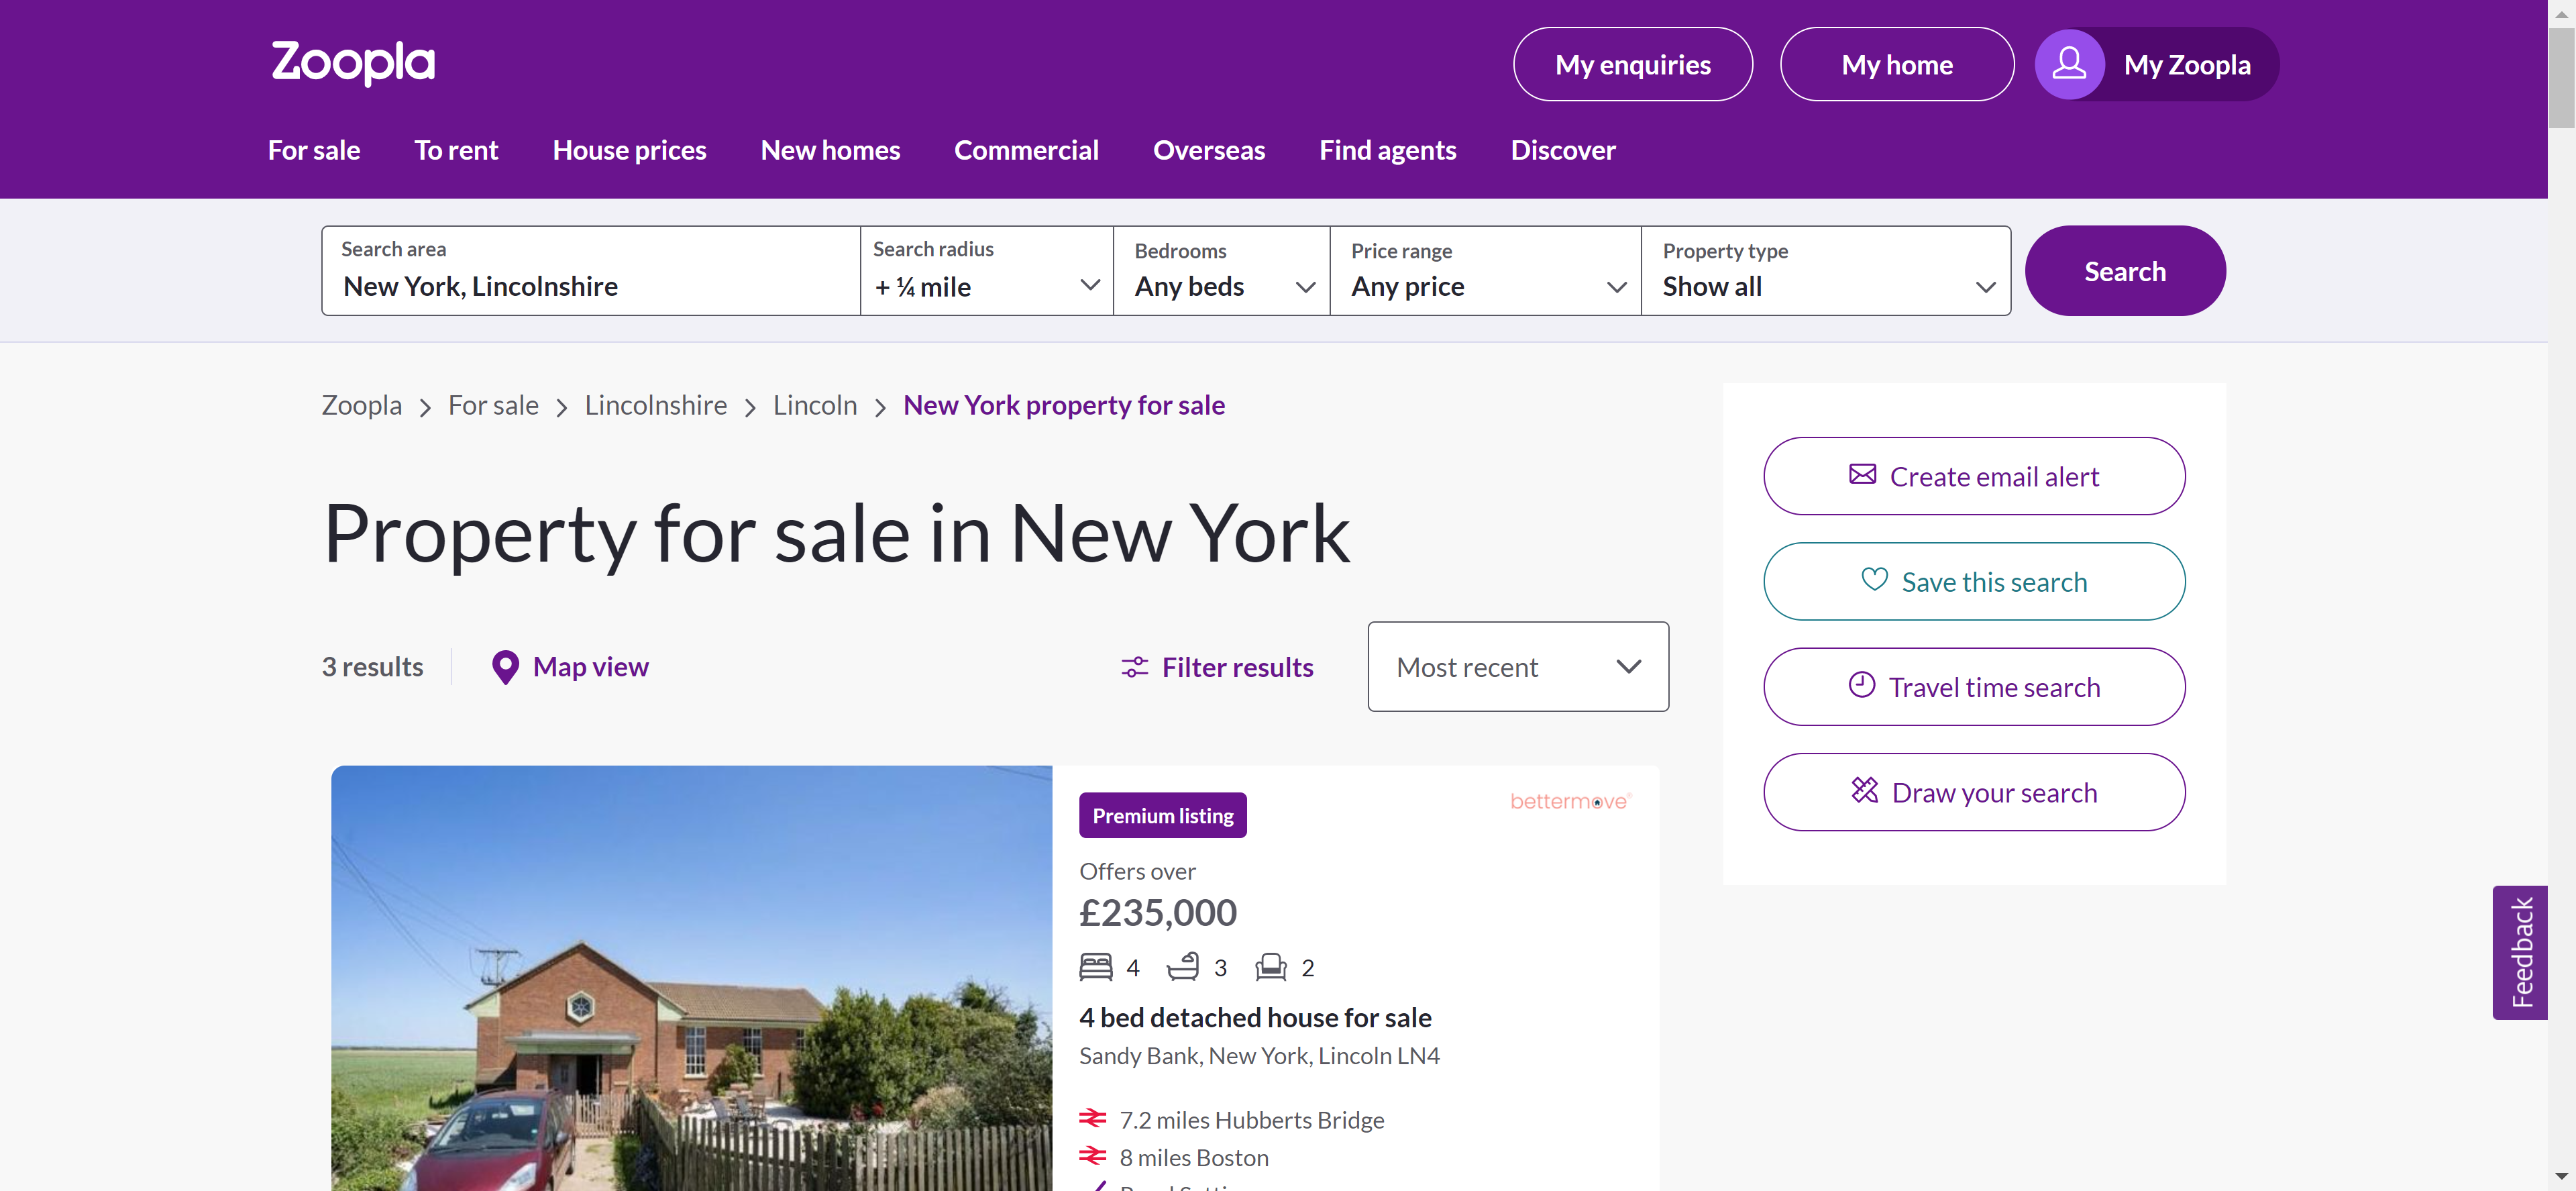 Zoopla
My enquiries
My home
My Zoopla
For sale
To rent
House prices
New homes
Commercial
Overseas
Find agents
Discover
Search area
New York, Lincolnshire
Search radius
+ ¼ mile
Bedrooms
Any beds
Price range
Any price
Property type
Show all
Search
Zoopla > For sale > Lincolnshire > Lincoln > New York property for sale
Property for sale in New York
3 results
Map view
Filter results
Most recent
Create email alert
Save this search
Travel time search
Draw your search
Premium listing
bettermove
Offers over
£235,000
4 3 2
4 bed detached house for sale
Sandy Bank, New York, Lincoln LN4
7.2 miles Hubberts Bridge
8 miles Boston
Feedback